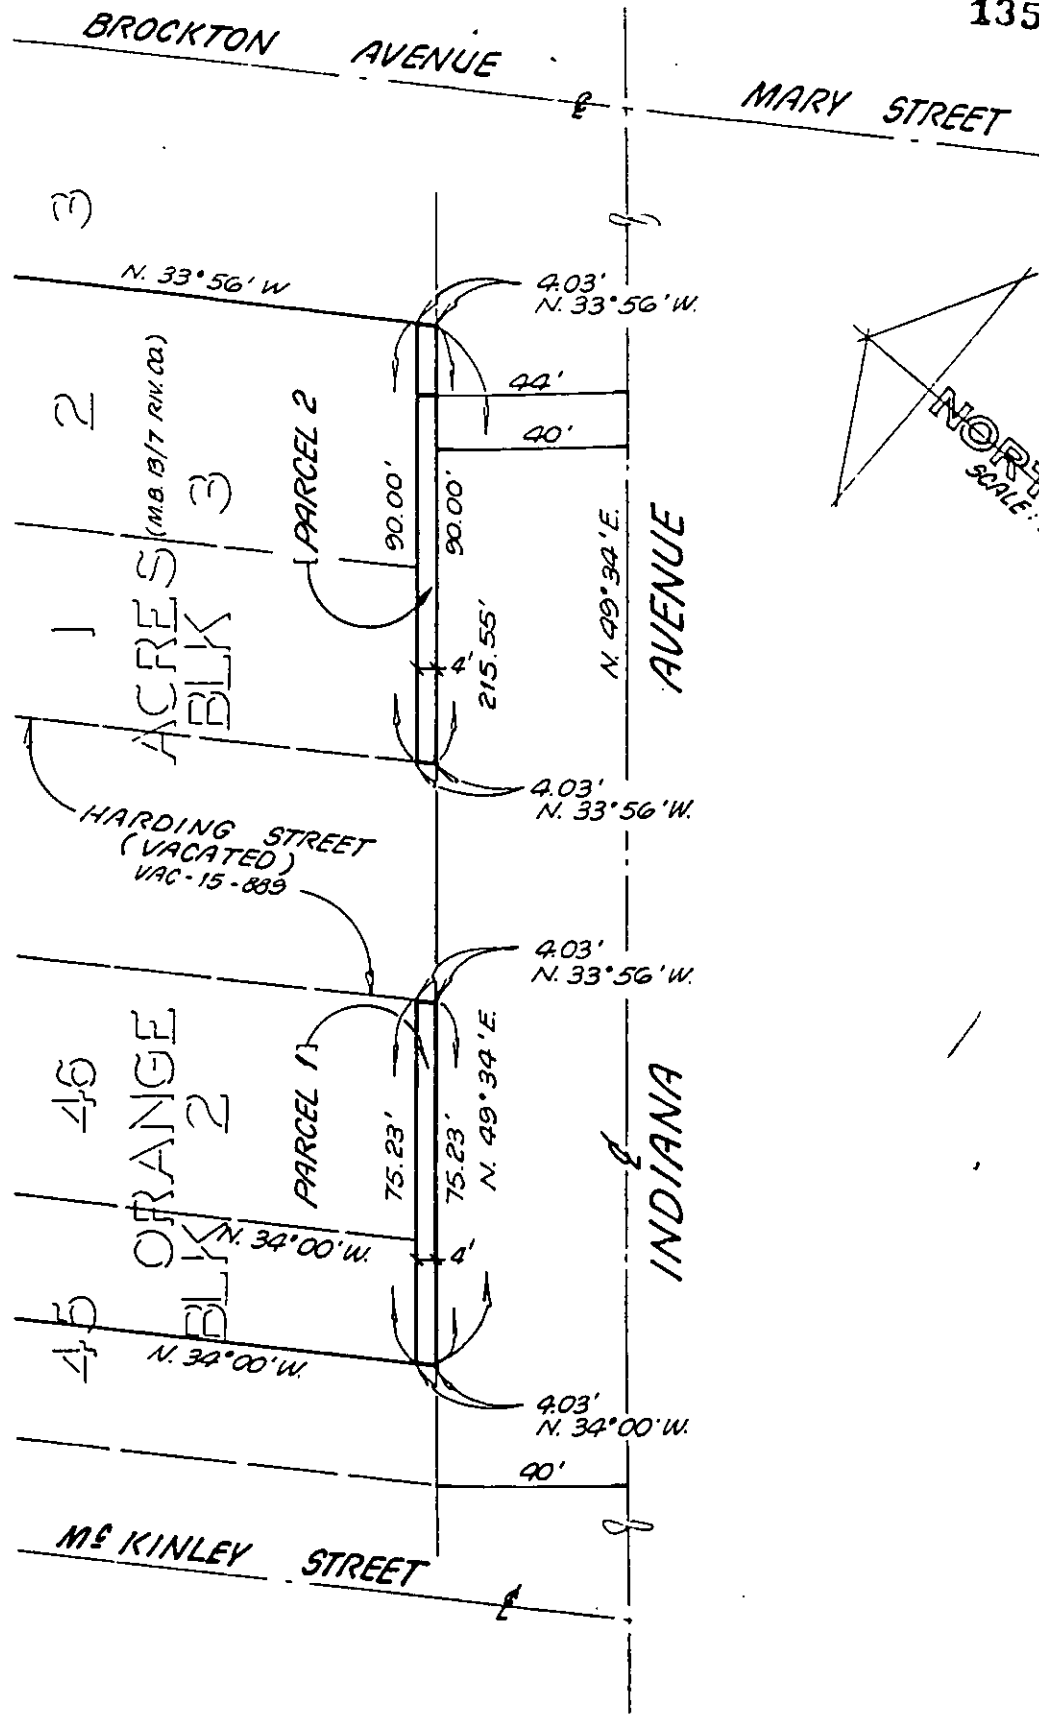 135
BROCKTON AVENUE
MARY STREET
3
N. 33°56' W
4.03'
N. 33°56' W.
2
(M.B. 13/7 RIV. CO.)
3
PARCEL 2
44'
40'
90.00'
90.00'
215.55'
4'
N. 49°34' E.
AVENUE
SCALE:
1
ACRES
BLK
4.03'
N. 33°56' W.
HARDING STREET
(VACATED)
VAC-15-889
4.03'
N. 33°56' W.
46
ORANGE
2
BLK
PARCEL 1
75.23'
75.23'
N. 49°34' E.
INDIANA
N. 34°00' W.
4'
45
N. 34°00' W.
4.03'
N. 34°00' W.
40'
Mc KINLEY STREET